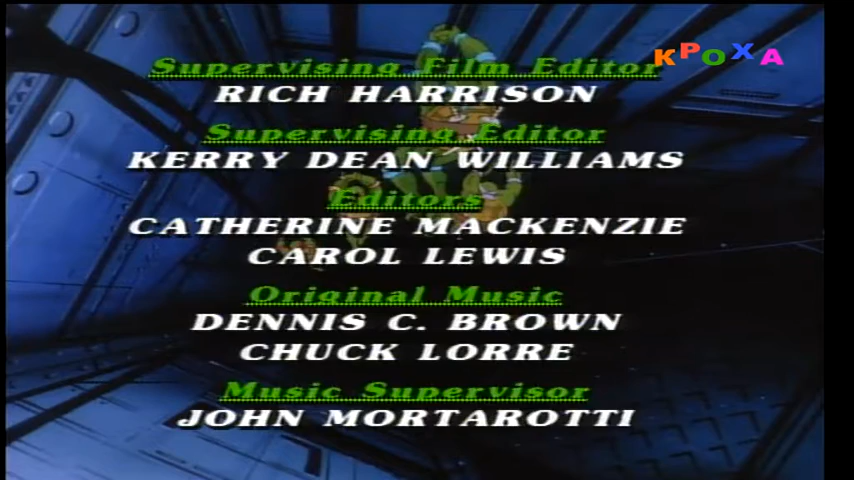 КРОХА
Supervising Film Editor
RICH HARRISON
Supervising Editor
KERRY DEAN WILLIAMS
Editors
CATHERINE MACKENZIE
CAROL LEWIS
Original Music
DENNIS C. BROWN
CHUCK LORRE
Music Supervisor
JOHN MORTAROTTI